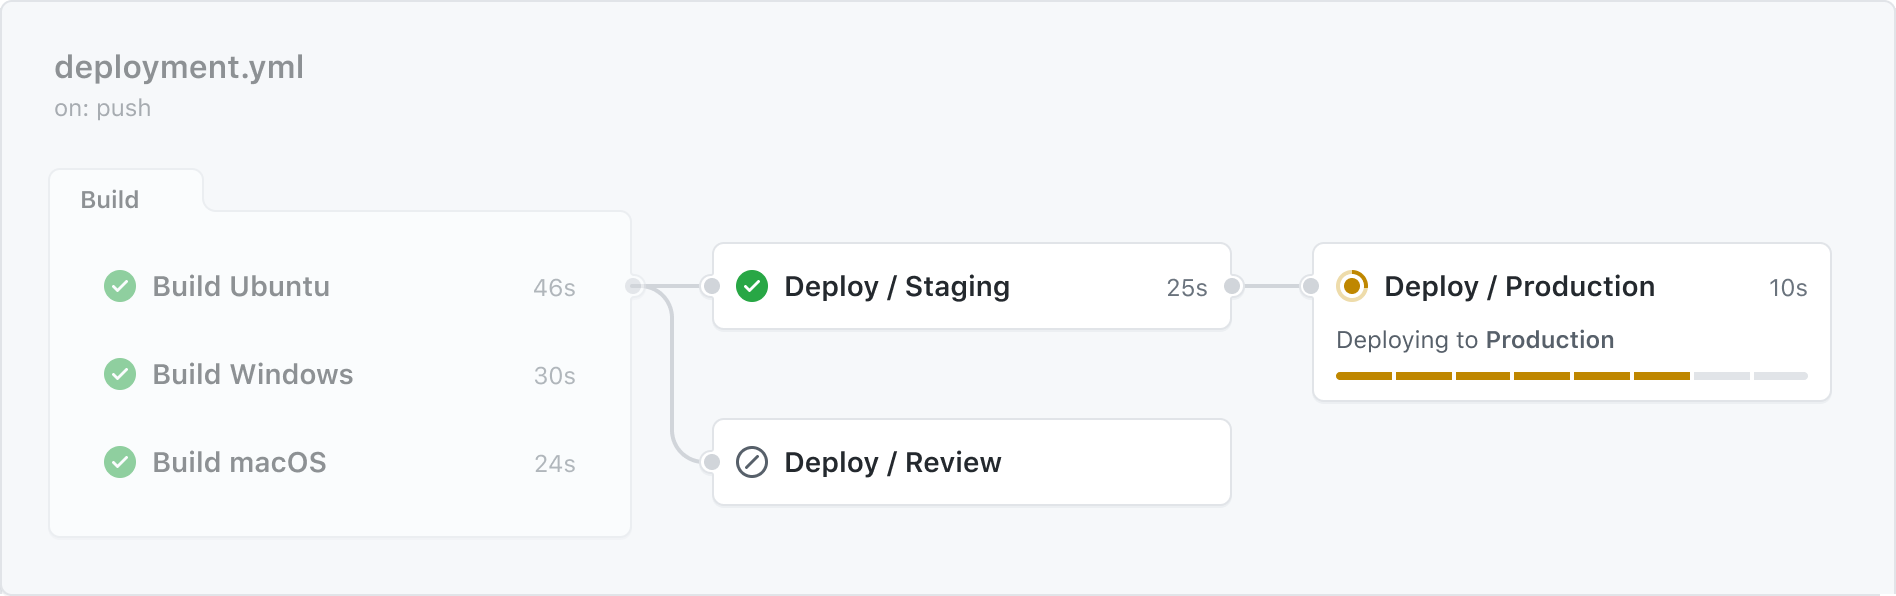 deployment.yml
on: push
Build
Build Ubuntu 46s
Build Windows 30s
Build macOS 24s
Deploy / Staging 25s
Deploy / Review
Deploy / Production 10s
Deploying to Production